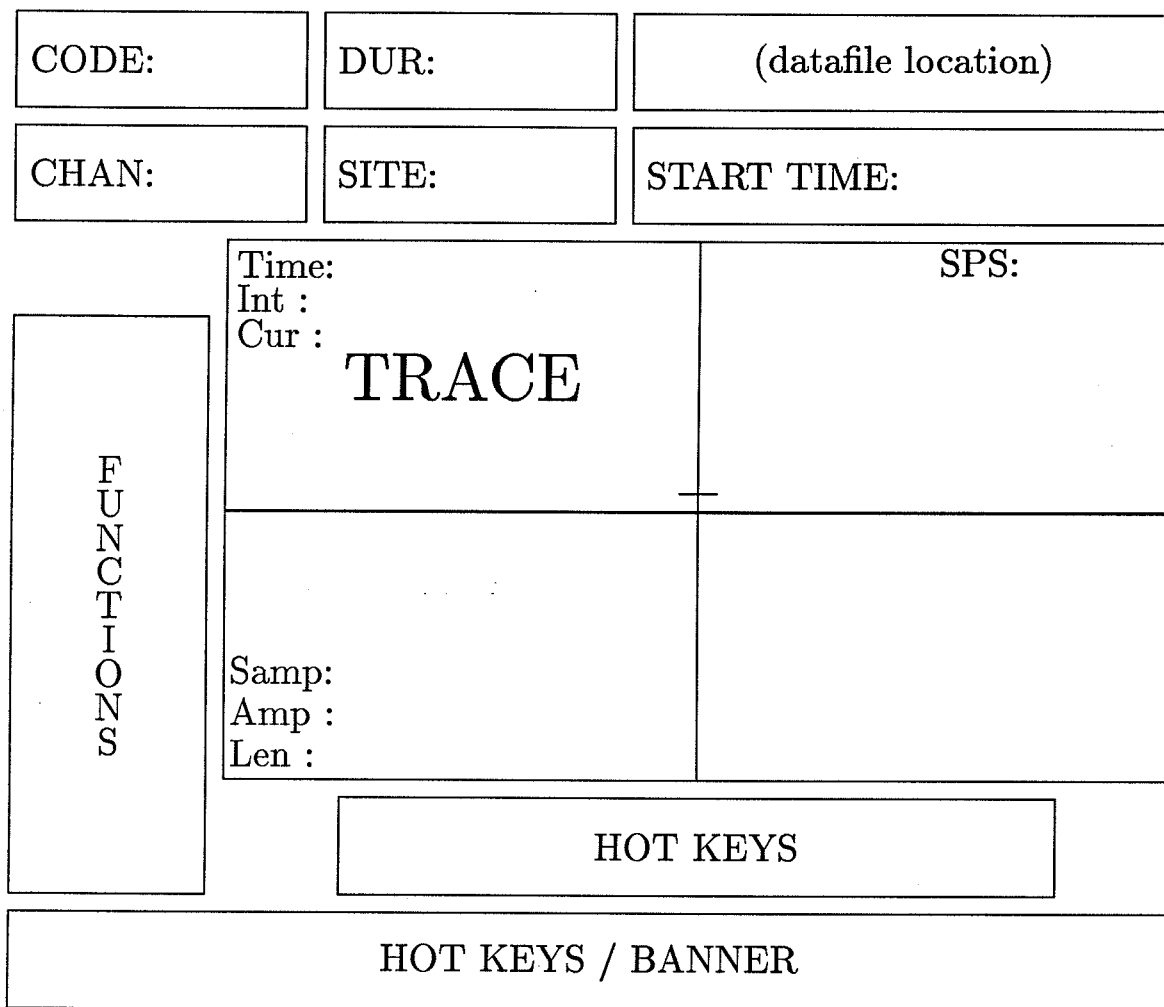 CODE:
DUR:
(datafile location)
CHAN:
SITE:
START TIME:
Time:
SPS:
Int :
Cur :
TRACE
FUNCTIONS
Samp:
Amp :
Len :
HOT KEYS
HOT KEYS / BANNER